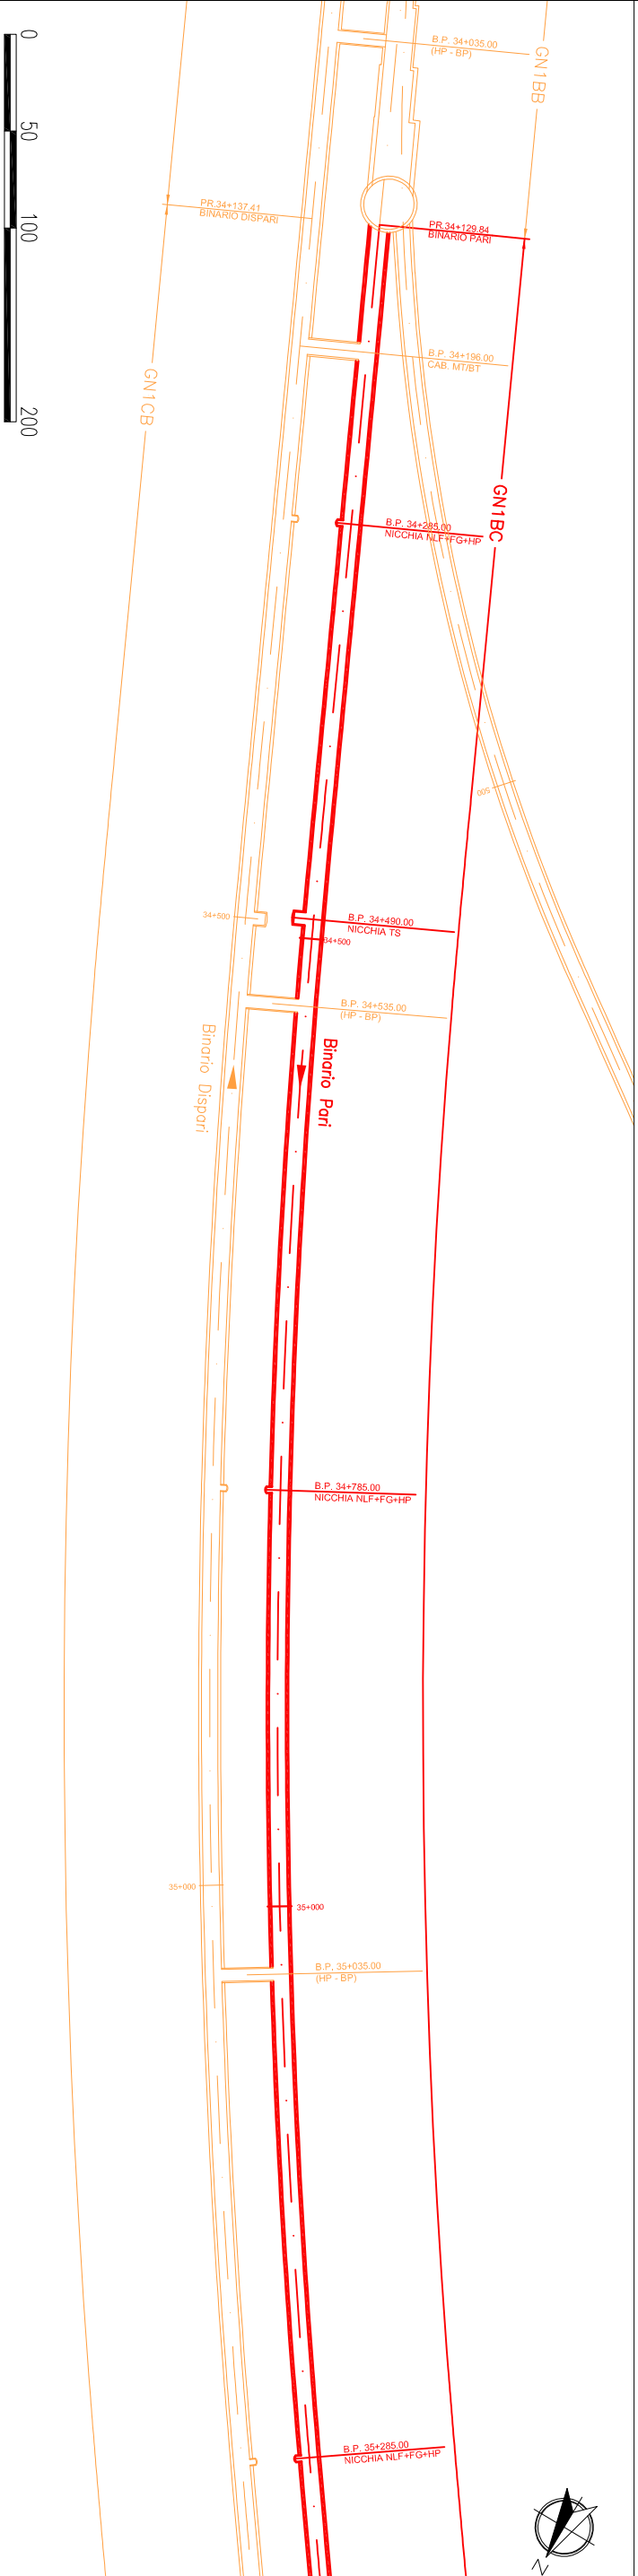 B.P. 34+035.00
(HP - BP)
GN1BB
0
50
100
200
PR.34+137.41
BINARIO DISPARI
PR.34+129.84
BINARIO PARI
B.P. 34+196.00
CAB. MT/BT
GN1CB
GN1BC
B.P. 34+285.00
NICCHIA NLF+FG+HP
500
34+500
B.P. 34+490.00
NICCHIA TS
34+500
B.P. 34+535.00
(HP - BP)
Binario Dispari
Binario Pari
B.P. 34+785.00
NICCHIA NLF+FG+HP
35+000
35+000
B.P. 35+035.00
(HP - BP)
B.P. 35+285.00
NICCHIA NLF+FG+HP
N